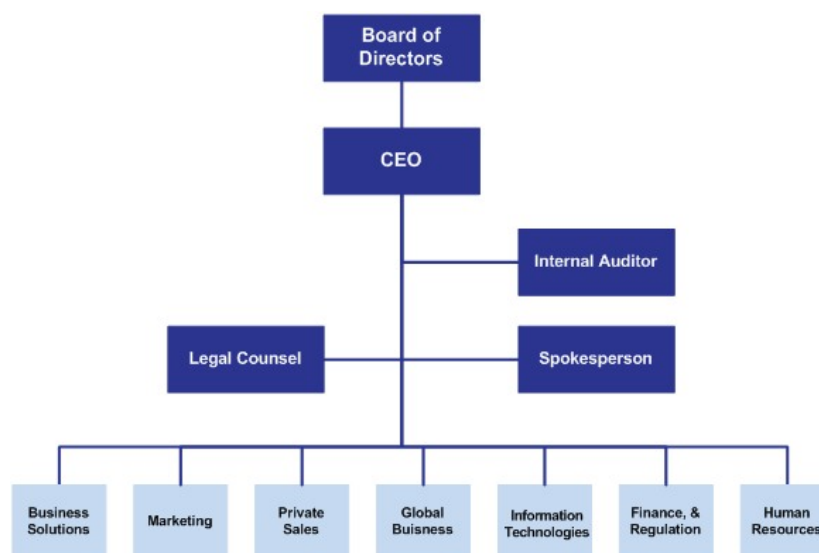 Board of
Directors
CEO
Internal Auditor
Legal Counsel
Spokesperson
Business
Solutions
Marketing
Private
Sales
Global
Buisness
Information
Technologies
Finance, &
Regulation
Human
Resources